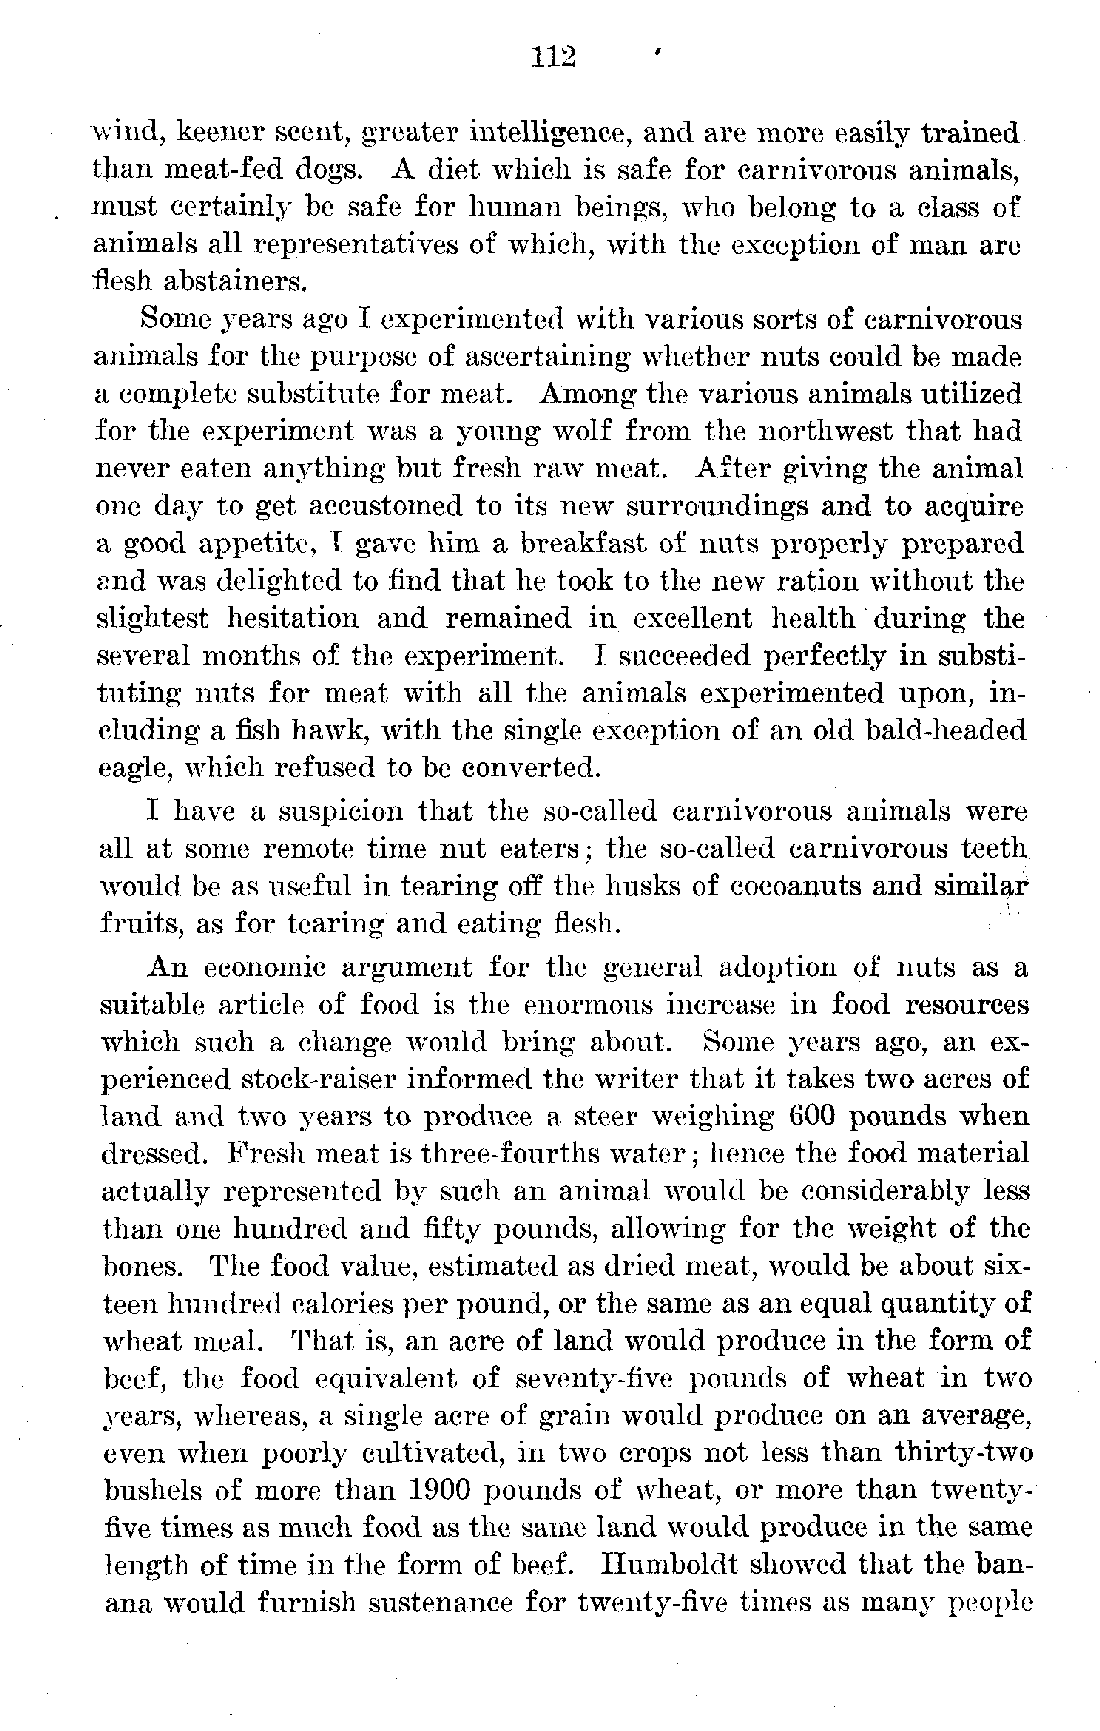 112
wind, keener scent, greater intelligence, and are more easily trained
than meat-fed dogs. A diet which is safe for carnivorous animals,
must certainly be safe for human beings, who belong to a class of
animals all representatives of which, with the exception of man are
flesh abstainers.
Some years ago I experimented with various sorts of carnivorous
animals for the purpose of ascertaining whether nuts could be made
a complete substitute for meat. Among the various animals utilized
for the experiment was a young wolf from the northwest that had
never eaten anything but fresh raw meat. After giving the animal
one day to get accustomed to its new surroundings and to acquire
a good appetite, I gave him a breakfast of nuts properly prepared
and was delighted to find that he took to the new ration without the
slightest hesitation and remained in excellent health during the
several months of the experiment. I succeeded perfectly in substi-
tuting nuts for meat with all the animals experimented upon, in-
cluding a fish hawk, with the single exception of an old bald-headed
eagle, which refused to be converted.
I have a suspicion that the so-called carnivorous animals were
all at some remote time nut eaters; the so-called carnivorous teeth
would be as useful in tearing off the husks of cocoanuts and similar
fruits, as for tearing and eating flesh.
An economic argument for the general adoption of nuts as a
suitable article of food is the enormous increase in food resources
which such a change would bring about. Some years ago, an ex-
perienced stock-raiser informed the writer that it takes two acres of
land and two years to produce a steer weighing 600 pounds when
dressed. Fresh meat is three-fourths water; hence the food material
actually represented by such an animal would be considerably less
than one hundred and fifty pounds, allowing for the weight of the
bones. The food value, estimated as dried meat, would be about six-
teen hundred calories per pound, or the same as an equal quantity of
wheat meal. That is, an acre of land would produce in the form of
beef, the food equivalent of seventy-five pounds of wheat in two
years, whereas, a single acre of grain would produce on an average,
even when poorly cultivated, in two crops not less than thirty-two
bushels of more than 1900 pounds of wheat, or more than twenty-
five times as much food as the same land would produce in the same
length of time in the form of beef. Humboldt showed that the ban-
ana would furnish sustenance for twenty-five times as many people